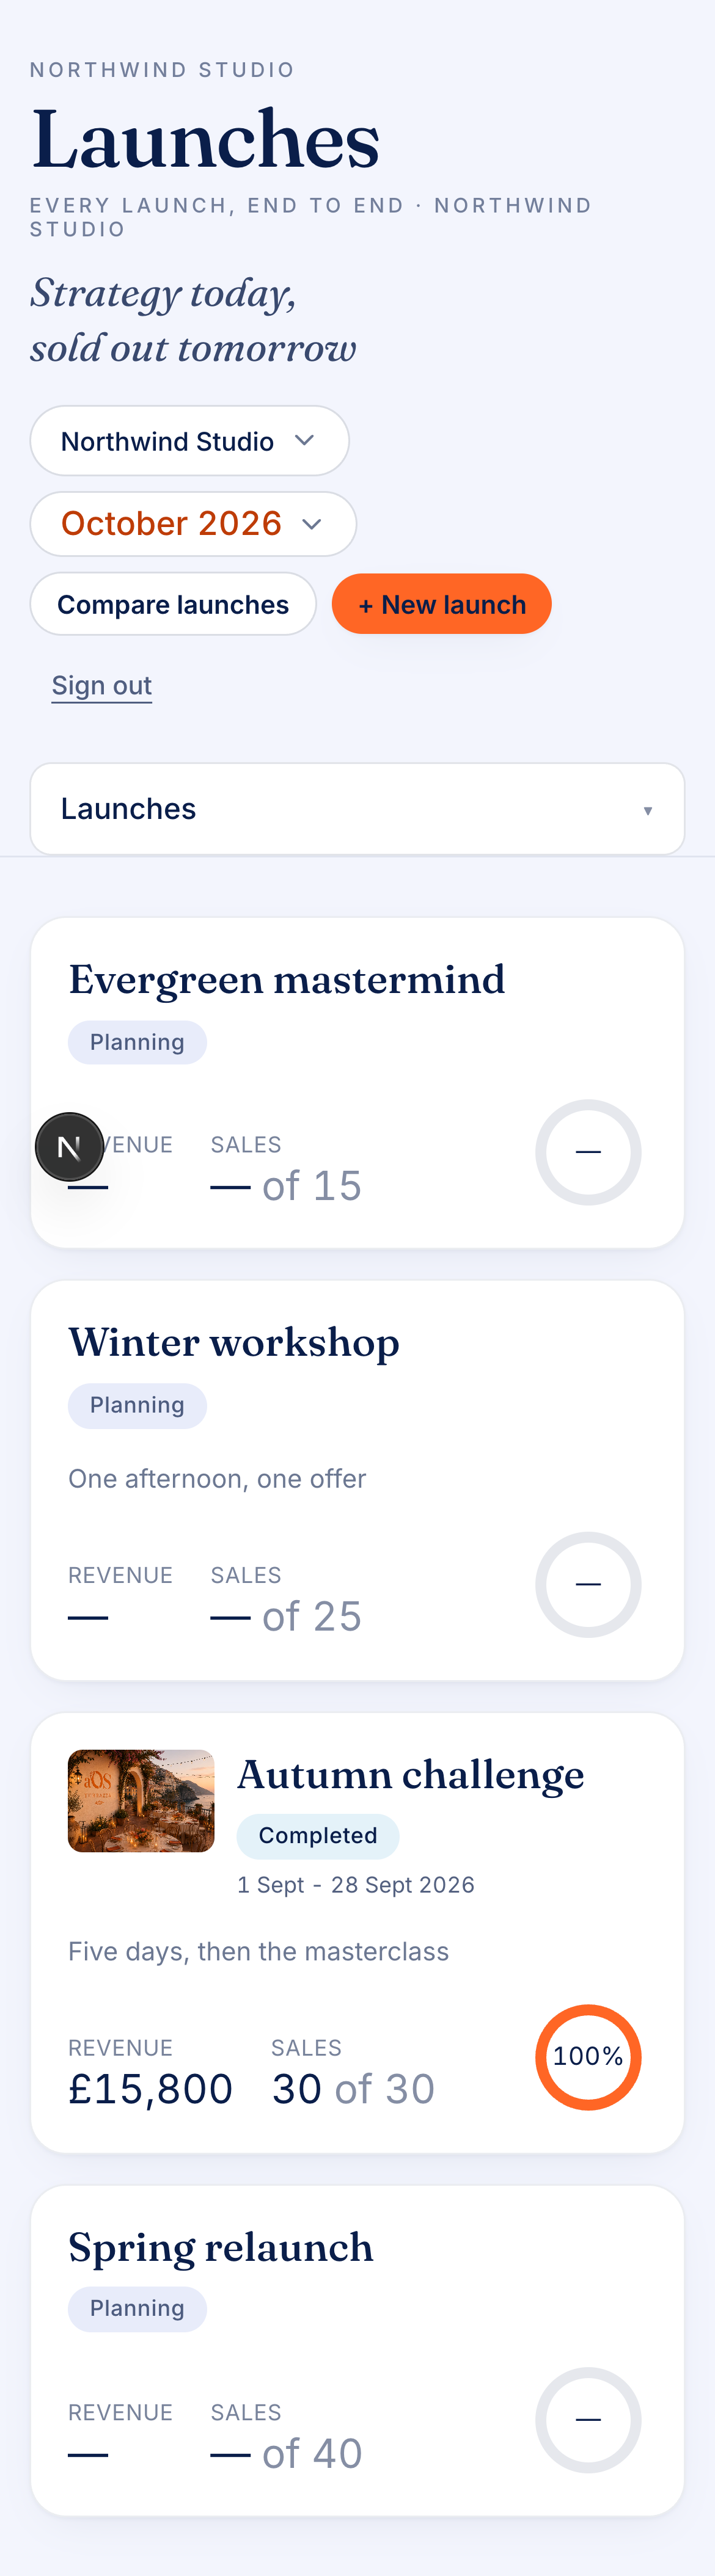 NORTHWIND STUDIO
Launches
EVERY LAUNCH, END TO END · NORTHWIND
STUDIO
Strategy today,
sold out tomorrow
Northwind Studio
October 2026
Compare launches
+ New launch
Sign out
Launches
Evergreen mastermind
Planning
VENUE SALES
— — of 15
—
N
Winter workshop
Planning
One afternoon, one offer
REVENUE SALES
— — of 25
—
aOS
Autumn challenge
Completed
1 Sept - 28 Sept 2026
Five days, then the masterclass
REVENUE SALES
£15,800 30 of 30
100%
Spring relaunch
Planning
REVENUE SALES
— — of 40
—